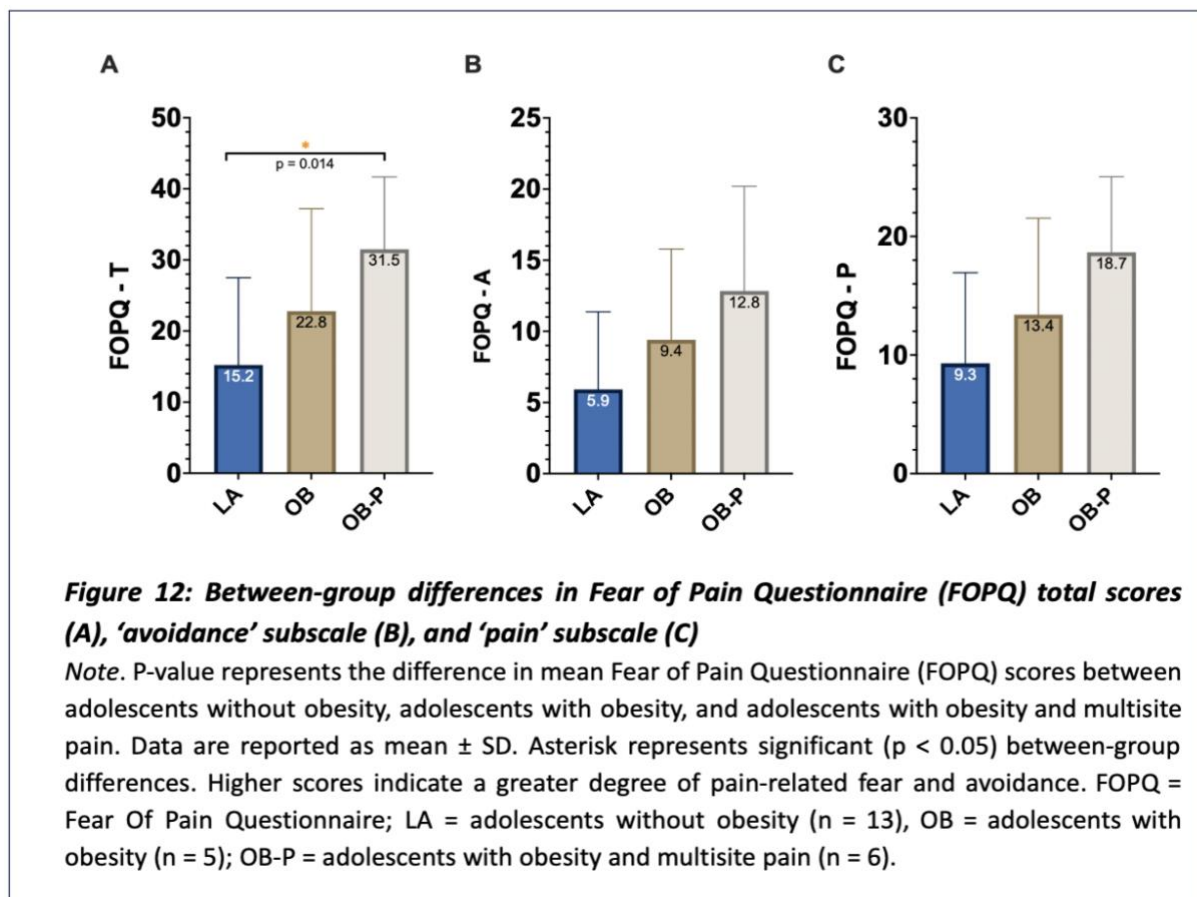 A
B
C
50
40
30
20
10
0
FOPQ - T
*
p = 0.014
15.2
22.8
31.5
LA
OB
OB-P
25
20
15
10
5
0
FOPQ - A
5.9
9.4
12.8
LA
OB
OB-P
30
20
10
0
FOPQ - P
9.3
13.4
18.7
LA
OB
OB-P
Figure 12: Between-group differences in Fear of Pain Questionnaire (FOPQ) total scores
(A), ‘avoidance’ subscale (B), and ‘pain’ subscale (C)
Note. P-value represents the difference in mean Fear of Pain Questionnaire (FOPQ) scores between
adolescents without obesity, adolescents with obesity, and adolescents with obesity and multisite
pain. Data are reported as mean ± SD. Asterisk represents significant (p < 0.05) between-group
differences. Higher scores indicate a greater degree of pain-related fear and avoidance. FOPQ =
Fear Of Pain Questionnaire; LA = adolescents without obesity (n = 13), OB = adolescents with
obesity (n = 5); OB-P = adolescents with obesity and multisite pain (n = 6).